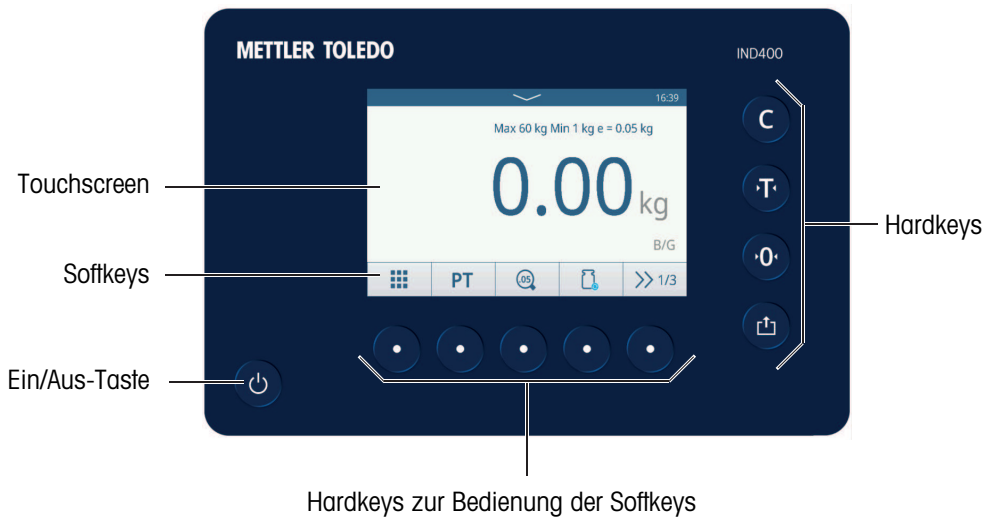 METTLER TOLEDO
IND400
16:39
Max 60 kg Min 1 kg e = 0.05 kg
0.00 kg
B/G
PT
.05
1/3
C
T
0
Touchscreen
Softkeys
Ein/Aus-Taste
Hardkeys
Hardkeys zur Bedienung der Softkeys